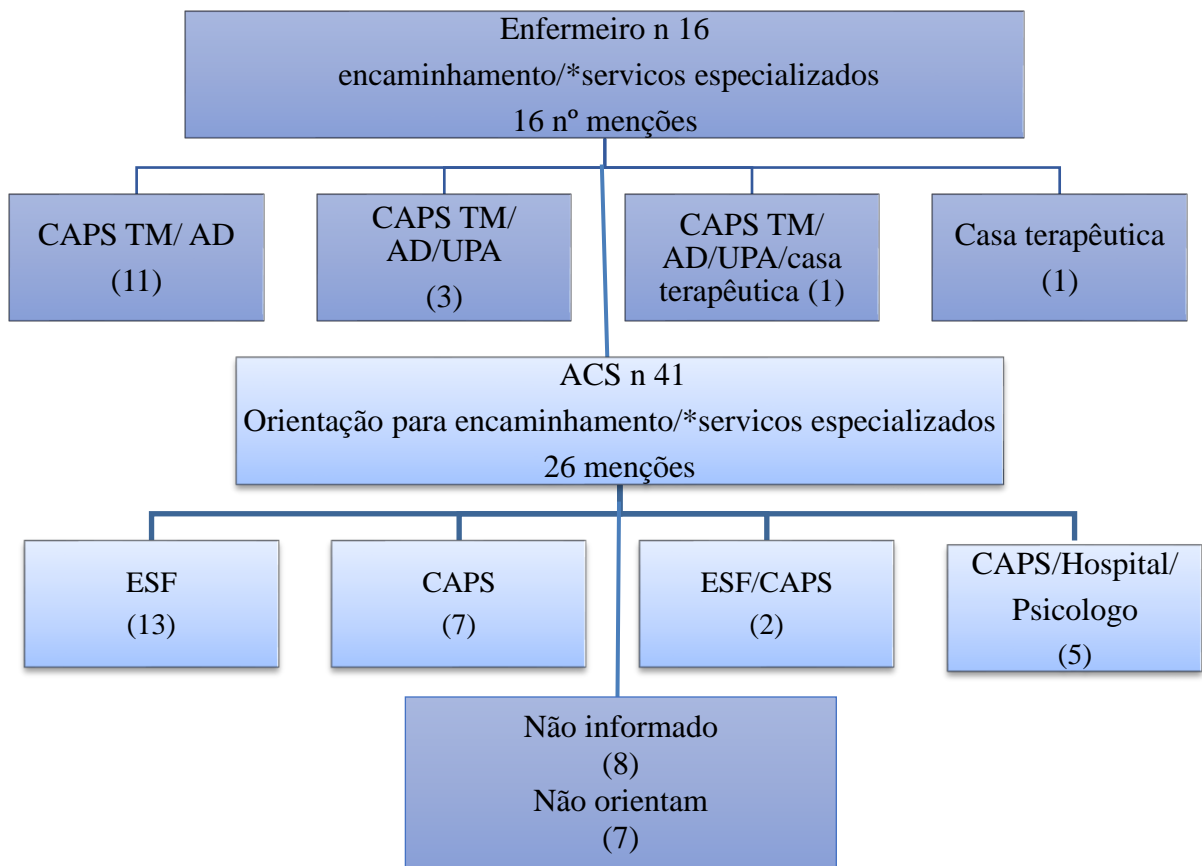 Enfermeiro n 16
encaminhamento/*servicos especializados
16 nº menções
CAPS TM/ AD
(11)
CAPS TM/
AD/UPA
(3)
CAPS TM/
AD/UPA/casa
terapêutica (1)
Casa terapêutica
(1)
ACS n 41
Orientação para encaminhamento/*servicos especializados
26 menções
ESF
(13)
CAPS
(7)
ESF/CAPS
(2)
CAPS/Hospital/
Psicologo
(5)
Não informado
(8)
Não orientam
(7)